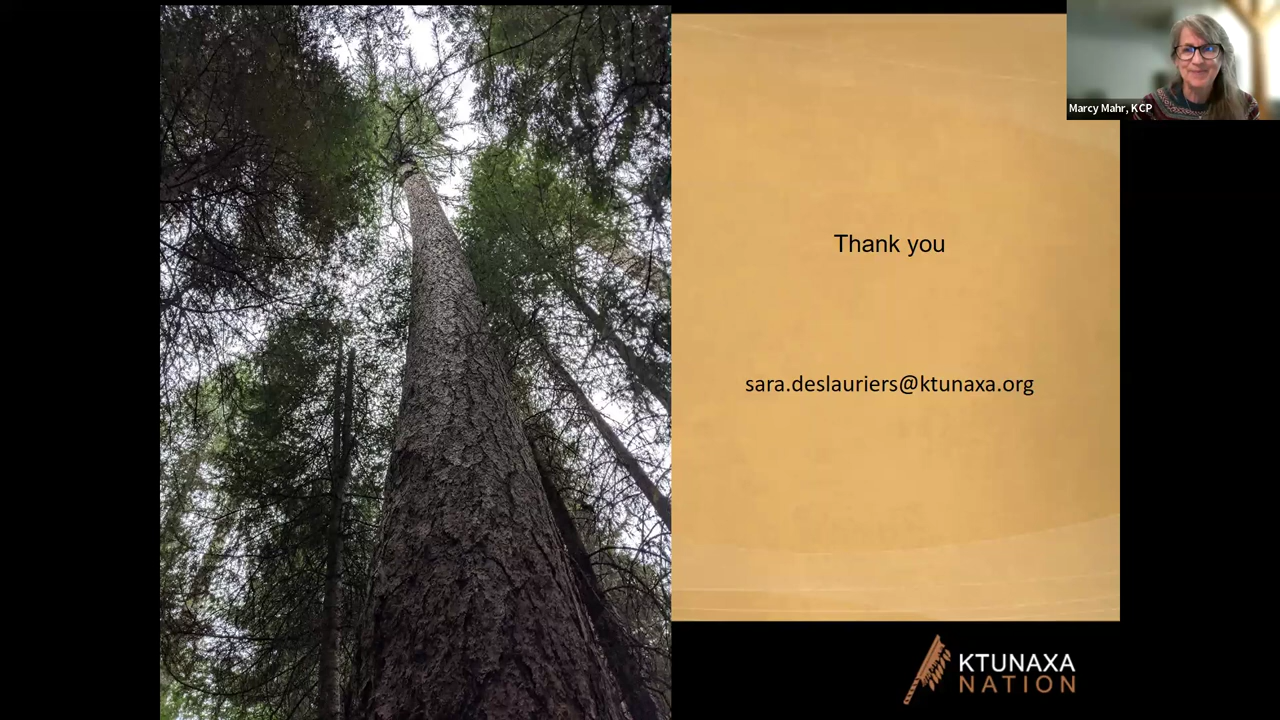 Marcy Mahr, KCP
Thank you
sara.deslauriers@ktunaxa.org
KTUNAXA
NATION